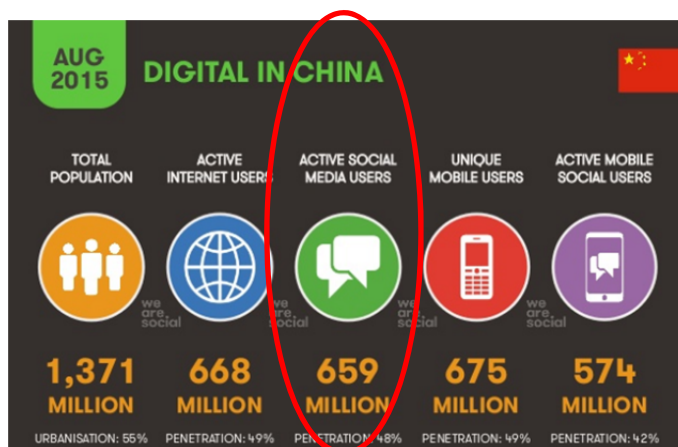 AUG
2015
DIGITAL IN CHINA
TOTAL
POPULATION
ACTIVE
INTERNET USERS
ACTIVE SOCIAL
MEDIA USERS
UNIQUE
MOBILE USERS
ACTIVE MOBILE
SOCIAL USERS
we
are
social
we
are
social
we
are
social
we
are
social
1,371
MILLION
668
MILLION
659
MILLION
675
MILLION
574
MILLION
URBANISATION: 55%
PENETRATION: 49%
PENETRATION: 48%
PENETRATION: 49%
PENETRATION: 42%